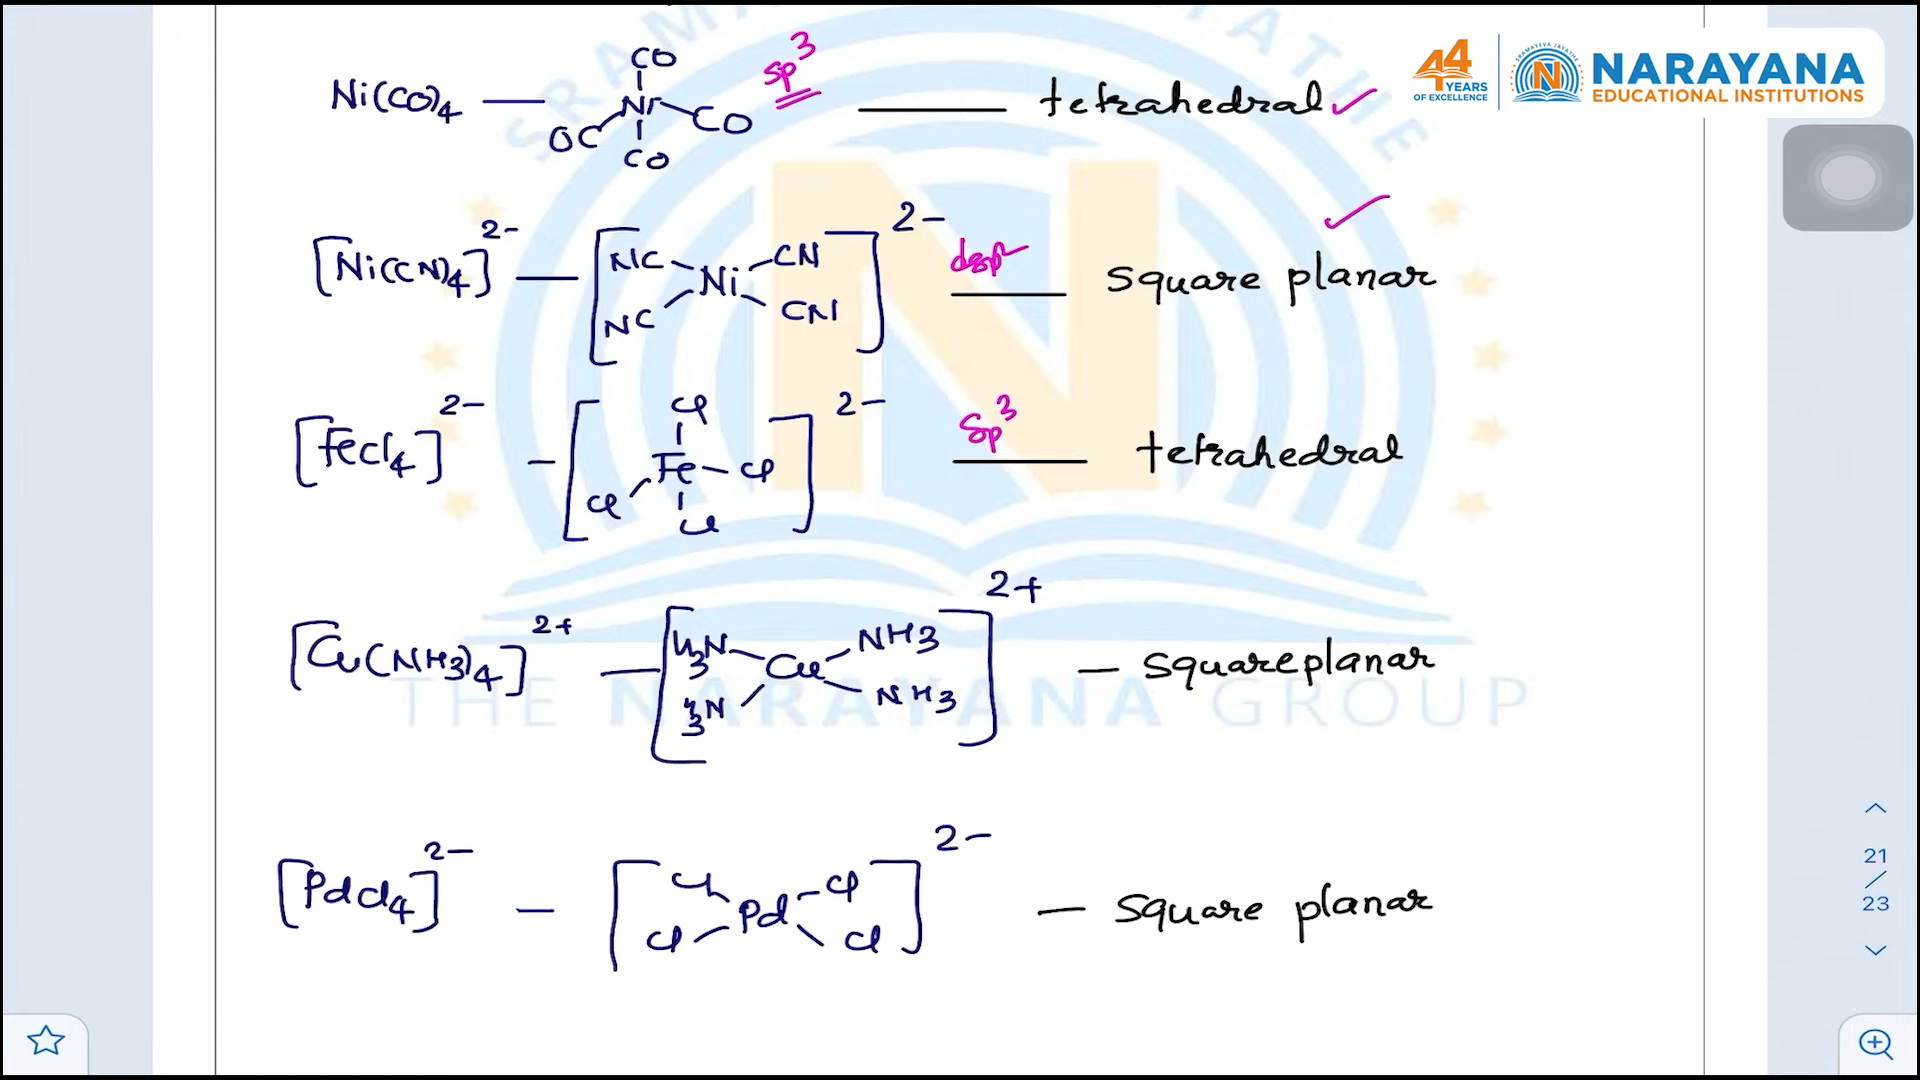 44 YEARS OF EXCELLENCE
NARAYANA
EDUCATIONAL INSTITUTIONS
CO
Ni(CO)4 — Ni CO sp3 — tetrahedral ✓
OC
CO
[Ni(CN)4]2- — [NC Ni CN]2- dsp2 — square planar ✓
NC CN
[FeCl4]2- — [Cl Fe Cl]2- sp3 — tetrahedral
Cl Cl
[Cu(NH3)4]2+ — [H3N Cu NH3]2+ — squareplanar
H3N NH3
THE NARAYANA GROUP
[PdCl4]2- — [Cl Pd Cl]2- — square planar
Cl Cl
21
/
23